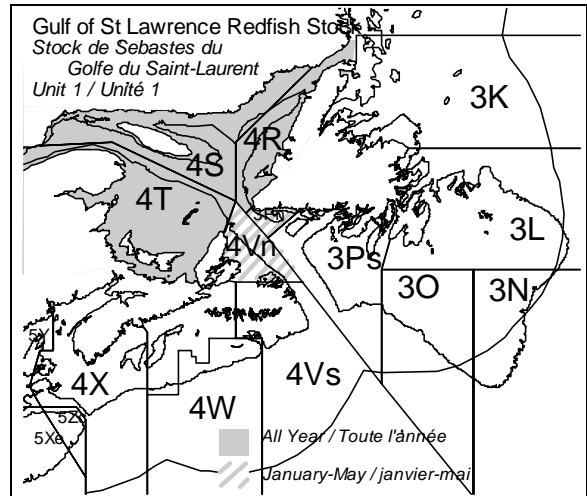 Gulf of St Lawrence Redfish Stock
Stock de Sebastes du
Golfe du Saint-Laurent
Unit 1 / Unité 1
3K
4R
4S
4T
3Pn
4Vn
3L
3Ps
3O
3N
5Y
4X
4Vs
4W
5Ze
5Xe
All Year / Toute l'année
January-May / janvier-mai